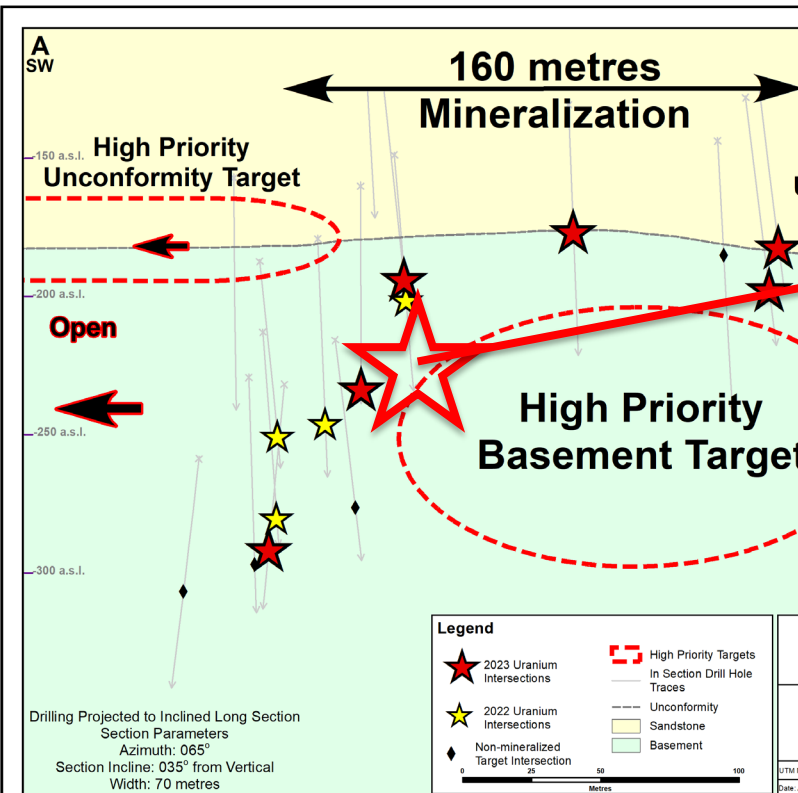 A
SW
160 metres
Mineralization
High Priority
Unconformity Target
-150 a.s.l.
-200 a.s.l.
Open
-250 a.s.l.
High Priority
Basement Target
-300 a.s.l.
Legend
2023 Uranium
Intersections
2022 Uranium
Intersections
Non-mineralized
Target Intersection
High Priority Targets
In Section Drill Hole
Traces
Unconformity
Sandstone
Basement
0 25 50 100
Metres
Drilling Projected to Inclined Long Section
Section Parameters
Azimuth: 065°
Section Incline: 035° from Vertical
Width: 70 metres
UTM
Date: